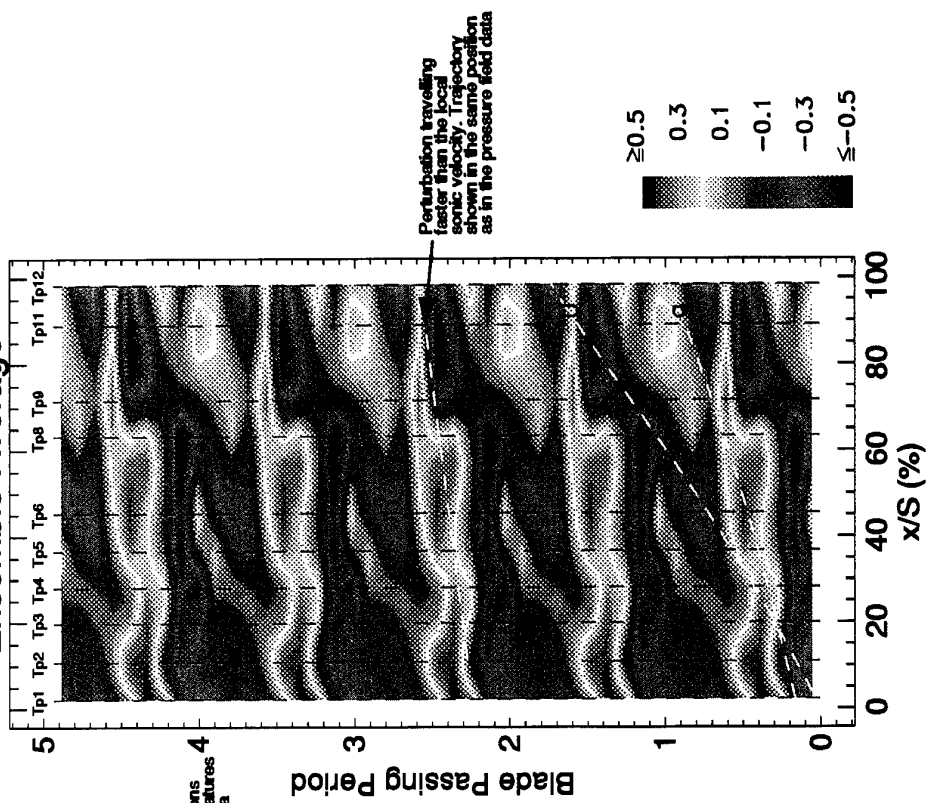 Tp1 Tp2 Tp3 Tp4 Tp5 Tp6 Tp8 Tp9 Tp11 Tp12
5
4
3
2
1
0
Blade Passing Period
0 20 40 60 80 100
x/S (%)
a
Perturbation travelling
faster than the local
sonic velocity. Trajectory
shown in the same position
as in the pressure field data
≥0.5
0.3
0.1
-0.1
-0.3
≤-0.5